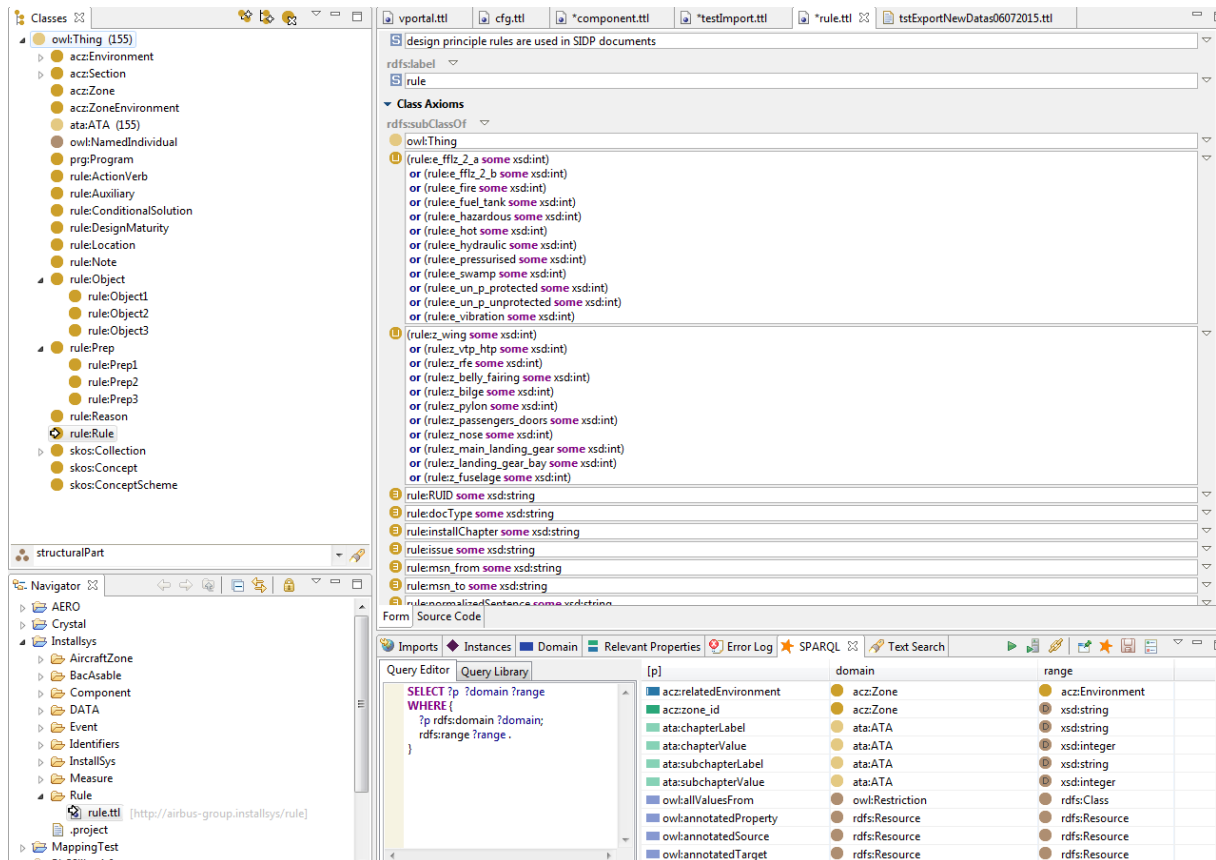 Classes
owl:Thing (155)
acz:Environment
acz:Section
acz:Zone
acz:ZoneEnvironment
ata:ATA (155)
owl:NamedIndividual
prg:Program
rule:ActionVerb
rule:Auxiliary
rule:ConditionalSolution
rule:DesignMaturity
rule:Location
rule:Note
rule:Object
rule:Object1
rule:Object2
rule:Object3
rule:Prep
rule:Prep1
rule:Prep2
rule:Prep3
rule:Reason
rule:Rule
skos:Collection
skos:Concept
skos:ConceptScheme
structuralPart
Navigator
AERO
Crystal
Installsys
AircraftZone
BacAsable
Component
DATA
Event
Identifiers
InstallSys
Measure
Rule
rule.ttl [http://airbus-group.installsys/rule]
.project
MappingTest
vportal.ttl cfg.ttl *component.ttl *testImport.ttl *rule.ttl tstExportNewDatas06072015.ttl
design principle rules are used in SIDP documents
rdfs:label
rule
Class Axioms
rdfs:subClassOf
owl:Thing
(rule:e_fflz_2_a some xsd:int)
or (rule:e_fflz_2_b some xsd:int)
or (rule:e_fire some xsd:int)
or (rule:e_fuel_tank some xsd:int)
or (rule:e_hazardous some xsd:int)
or (rule:e_hot some xsd:int)
or (rule:e_hydraulic some xsd:int)
or (rule:e_pressurised some xsd:int)
or (rule:e_swamp some xsd:int)
or (rule:e_un_p_protected some xsd:int)
or (rule:e_un_p_unprotected some xsd:int)
or (rule:e_vibration some xsd:int)
(rule:z_wing some xsd:int)
or (rule:z_vtp_htp some xsd:int)
or (rule:z_rfe some xsd:int)
or (rule:z_belly_fairing some xsd:int)
or (rule:z_bilge some xsd:int)
or (rule:z_pylon some xsd:int)
or (rule:z_passengers_doors some xsd:int)
or (rule:z_nose some xsd:int)
or (rule:z_main_landing_gear some xsd:int)
or (rule:z_landing_gear_bay some xsd:int)
or (rule:z_fuselage some xsd:int)
rule:RUID some xsd:string
rule:docType some xsd:string
rule:installChapter some xsd:string
rule:issue some xsd:string
rule:msn_from some xsd:string
rule:msn_to some xsd:string
rule:normalizedSentence some xsd:string
Form Source Code
Imports Instances Domain Relevant Properties Error Log SPARQL Text Search
Query Editor Query Library
SELECT ?p ?domain ?range
WHERE {
?p rdfs:domain ?domain;
rdfs:range ?range .
}
[p] domain range
acz:relatedEnvironment acz:Zone acz:Environment
acz:zone_id acz:Zone xsd:string
ata:chapterLabel ata:ATA xsd:string
ata:chapterValue ata:ATA xsd:integer
ata:subchapterLabel ata:ATA xsd:string
ata:subchapterValue ata:ATA xsd:integer
owl:allValuesFrom owl:Restriction rdfs:Class
owl:annotatedProperty rdfs:Resource rdfs:Resource
owl:annotatedSource rdfs:Resource rdfs:Resource
owl:annotatedTarget rdfs:Resource rdfs:Resource